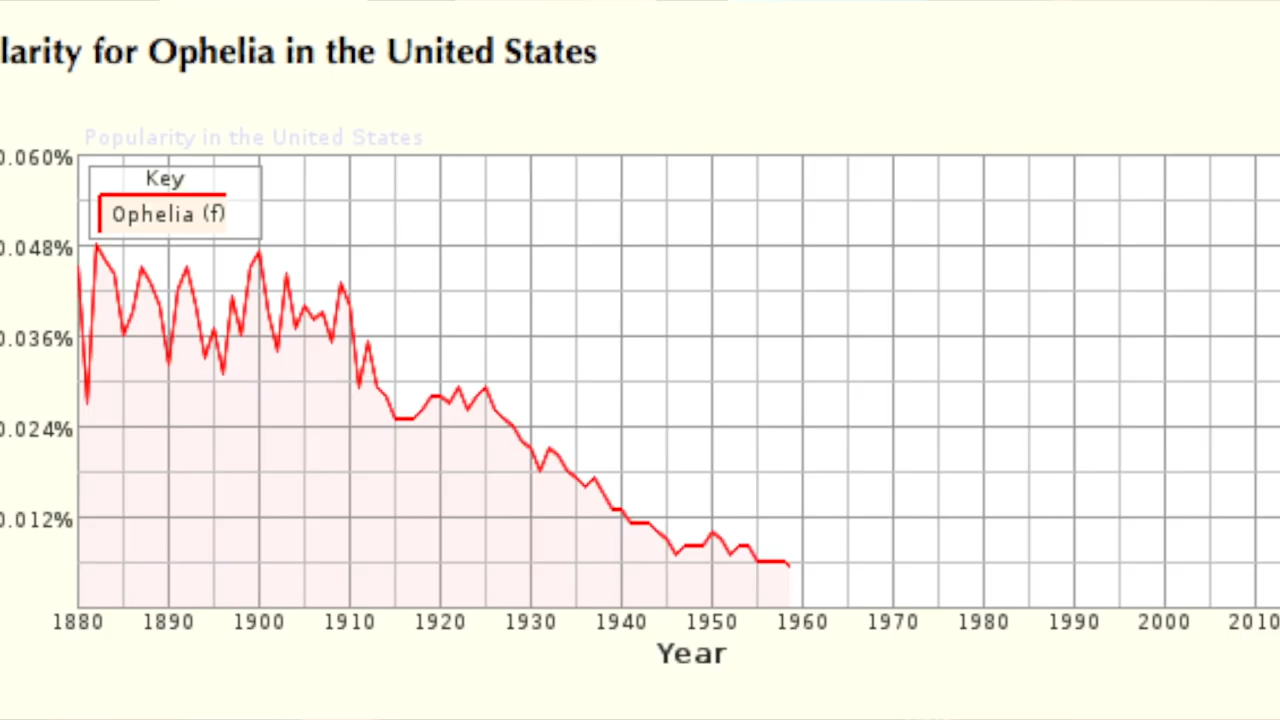 larity for Ophelia in the United States
Popularity in the United States
0.060%
Key
Ophelia (f)
0.048%
0.036%
0.024%
0.012%
1880 1890 1900 1910 1920 1930 1940 1950 1960 1970 1980 1990 2000 2010
Year